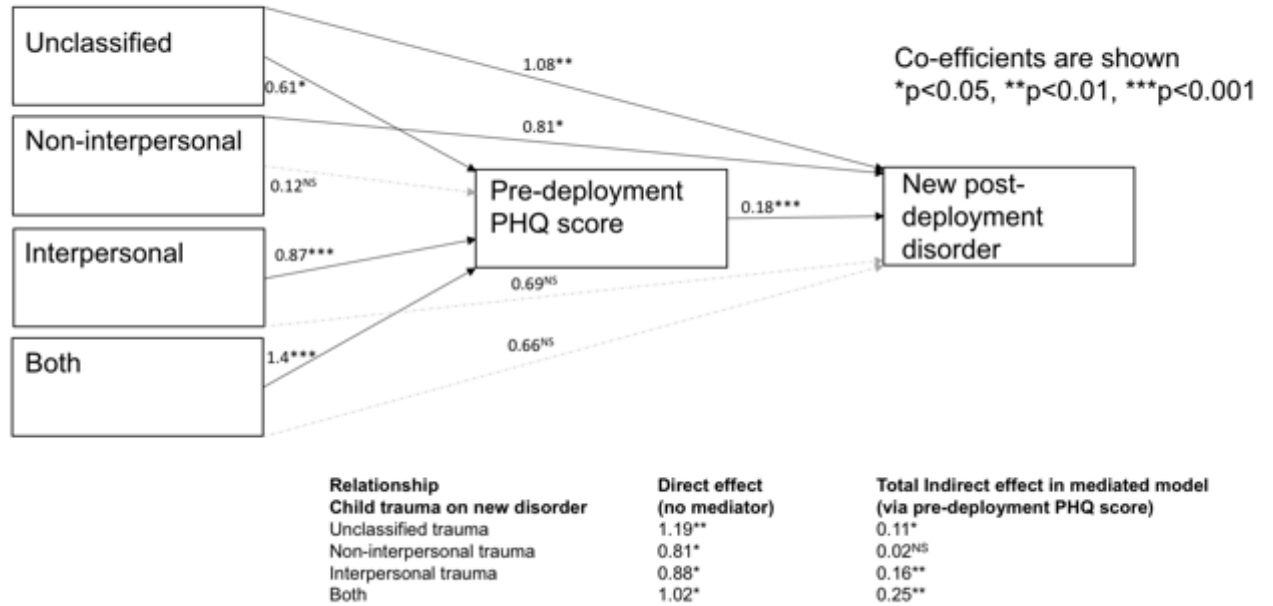 Unclassified
Non-interpersonal
Interpersonal
Both
0.61*
0.12NS
0.87***
1.4***
1.08**
0.81*
Pre-deployment
PHQ score
0.18***
0.69NS
0.66NS
Co-efficients are shown
*p<0.05, **p<0.01, ***p<0.001
New post-
deployment
disorder
Relationship Direct effect Total Indirect effect in mediated model
Child trauma on new disorder (no mediator) (via pre-deployment PHQ score)
Unclassified trauma 1.19** 0.11*
Non-interpersonal trauma 0.81* 0.02NS
Interpersonal trauma 0.88* 0.16**
Both 1.02* 0.25**